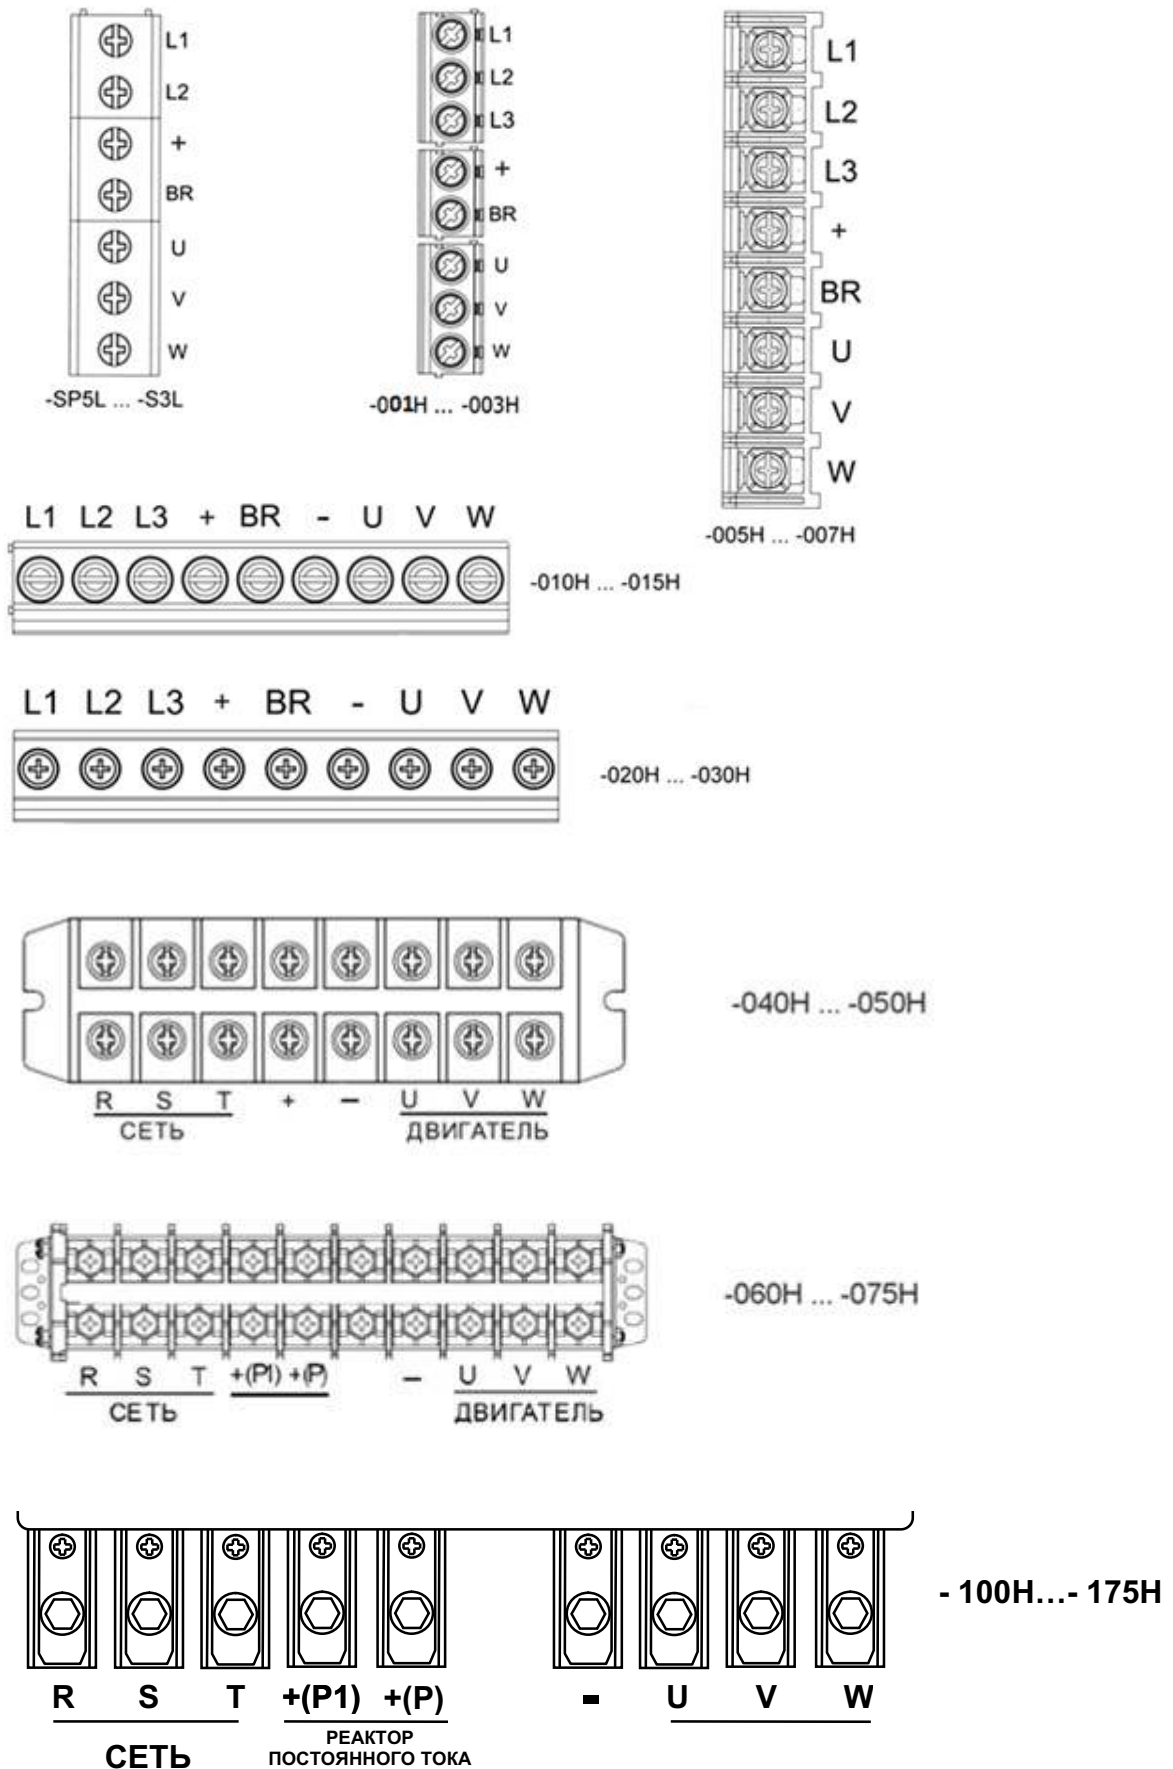 L1
L2
+
BR
U
V
W
-SP5L ... -S3L
L1
L2
L3
+
BR
U
V
W
-001H ... -003H
L1
L2
L3
+
BR
U
V
W
-005H ... -007H
L1 L2 L3 + BR - U V W
-010H ... -015H
L1 L2 L3 + BR - U V W
-020H ... -030H
-040H ... -050H
R S T + – U V W
СЕТЬ ДВИГАТЕЛЬ
-060H ... -075H
R S T +(P1) +(P) – U V W
СЕТЬ ДВИГАТЕЛЬ
- 100H...- 175H
R S T +(P1) +(P) - U V W
СЕТЬ РЕАКТОР
ПОСТОЯННОГО ТОКА